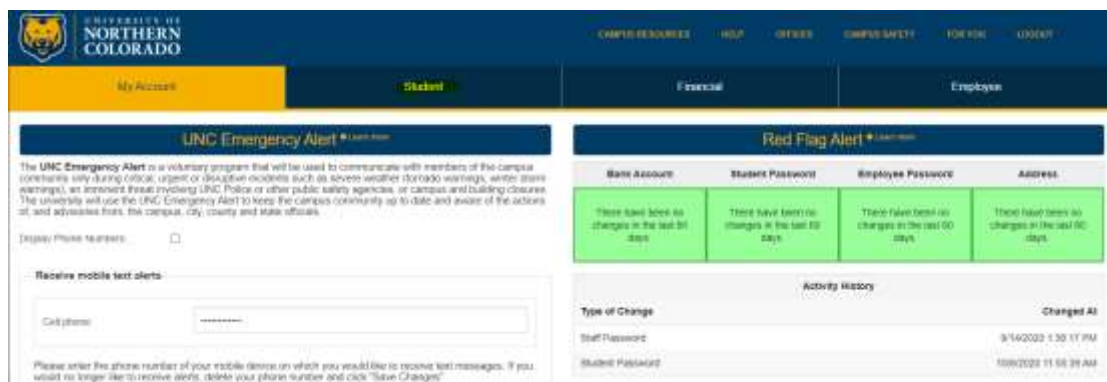 UNIVERSITY OF
NORTHERN
COLORADO
CAMPUS RESOURCES HELP OFFICES CAMPUS SAFETY FOR YOU LOGOUT
My Account Student Financial Employee
UNC Emergency Alert Learn more
The UNC Emergency Alert is a voluntary program that will be used to communicate with members of the campus
community only during critical, urgent or disruptive incidents such as severe weather (tornado warnings, winter storm
warnings), an imminent threat involving UNC Police or other public safety agencies, or campus and building closures.
The university will use the UNC Emergency Alert to keep the campus community up to date and aware of the actions
of, and advisories from, the campus, city, county and state officials.
Display Phone Numbers:
Receive mobile text alerts
Cell phone:
Please enter the phone number of your mobile device on which you would like to receive text messages. If you
would no longer like to receive alerts, delete your phone number and click "Save Changes"
Red Flag Alert Learn more
Bank Account Student Password Employee Password Address
There have been no There have been no There have been no There have been no
changes in the last changes in the last changes in the last changes in the last
days days days days
Activity History
Type of Change Changed At
Staff Password
Student Password